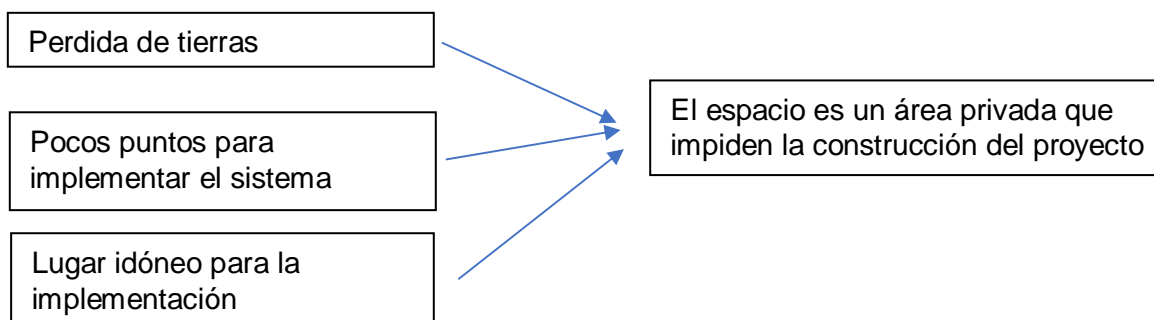 Perdida de tierras
Pocos puntos para
implementar el sistema
Lugar idóneo para la
implementación
El espacio es un área privada que
impiden la construcción del proyecto